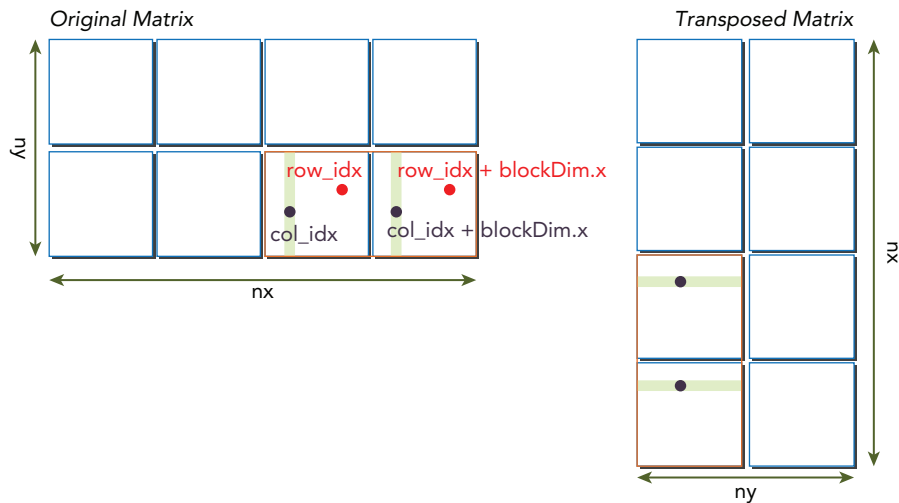 Original Matrix
ny
row_idx
row_idx + blockDim.x
col_idx
col_idx + blockDim.x
nx
Transposed Matrix
nx
ny